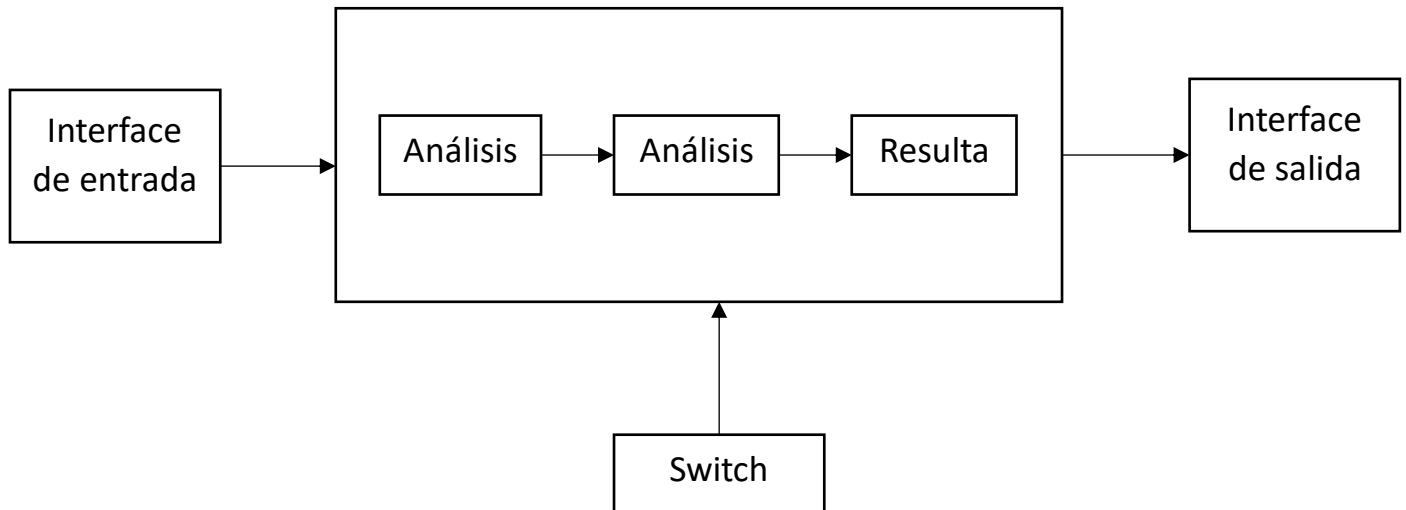 Interface
de entrada
Análisis
Análisis
Resulta
Interface
de salida
Switch